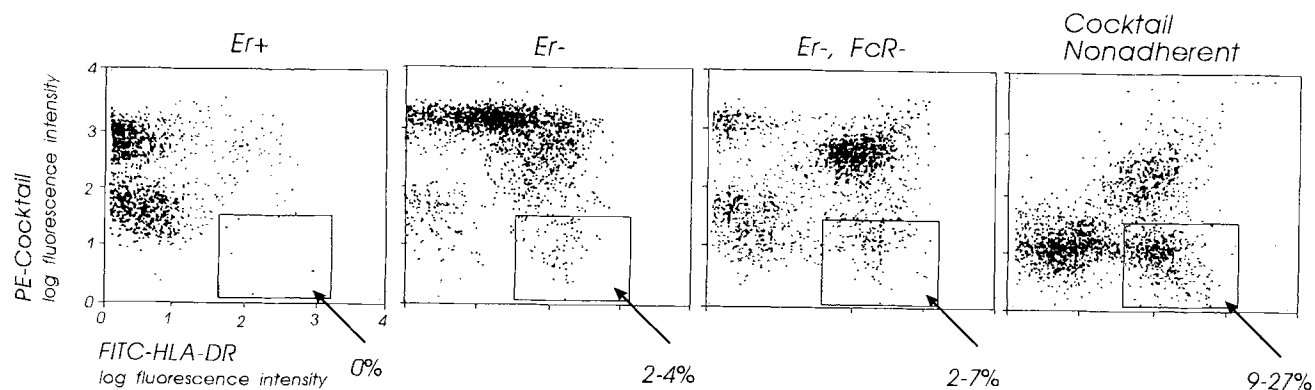 Er+
Er-
Er-, FcR-
Cocktail
Nonadherent
PE-Cocktail
log fluorescence intensity
4
3
2
1
0
0 1 2 3 4
FITC-HLA-DR
log fluorescence intensity
0%
2-4%
2-7%
9-27%